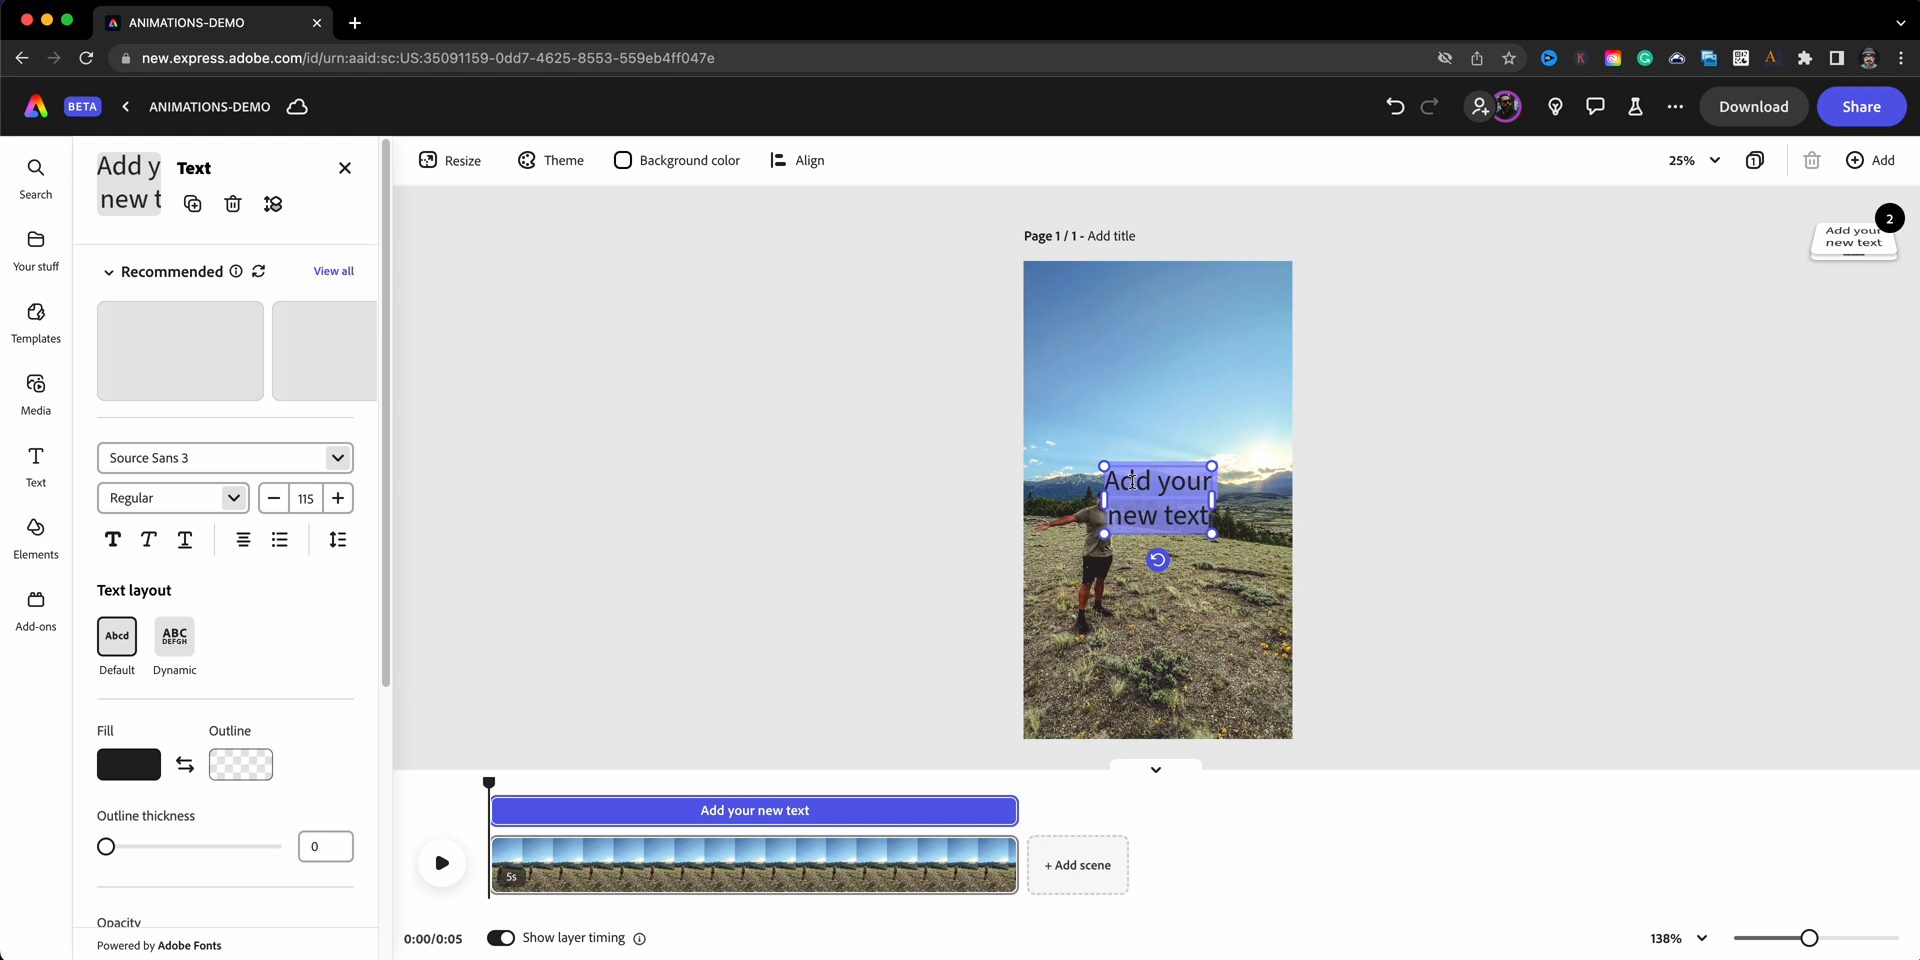 ANIMATIONS-DEMO
new.express.adobe.com/id/urn:aaid:sc:US:35091159-0dd7-4625-8553-559eb4ff047e
BETA
ANIMATIONS-DEMO
Download
Share
Search
Your stuff
Templates
Media
Text
Elements
Add-ons
Add y
new t
Text
Recommended
View all
Source Sans 3
Regular
115
Text layout
Abcd
ABC
DEFGH
Default
Dynamic
Fill
Outline
Outline thickness
0
Opacity
Powered by Adobe Fonts
Resize
Theme
Background color
Align
25%
1
Add
Page 1 / 1 - Add title
2
Add your
new text
Add your
new text
Add your new text
5s
+ Add scene
0:00/0:05
Show layer timing
138%